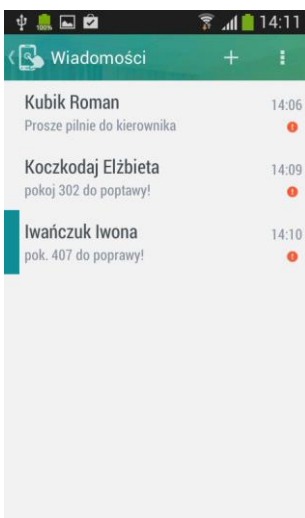 14:11
Wiadomości
Kubik Roman 14:06
Prosze pilnie do kierownika
Koczkodaj Elżbieta 14:09
pokoj 302 do poptawy!
Iwańczuk Iwona 14:10
pok. 407 do poprawy!